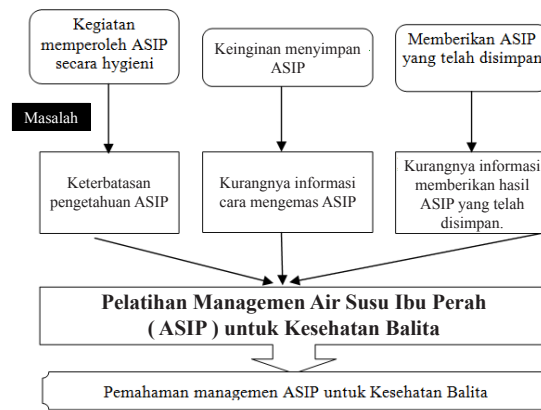 Kegiatan
memperoleh ASIP
secara hygieni
Keinginan menyimpan
ASIP
Memberikan ASIP
yang telah disimpan
Masalah
Keterbatasan
pengetahuan ASIP
Kurangnya informasi
cara mengemas ASIP
Kurangnya informasi
memberikan hasil
ASIP yang telah
disimpan.
Pelatihan Managemen Air Susu Ibu Perah
( ASIP ) untuk Kesehatan Balita
Pemahaman managemen ASIP untuk Kesehatan Balita